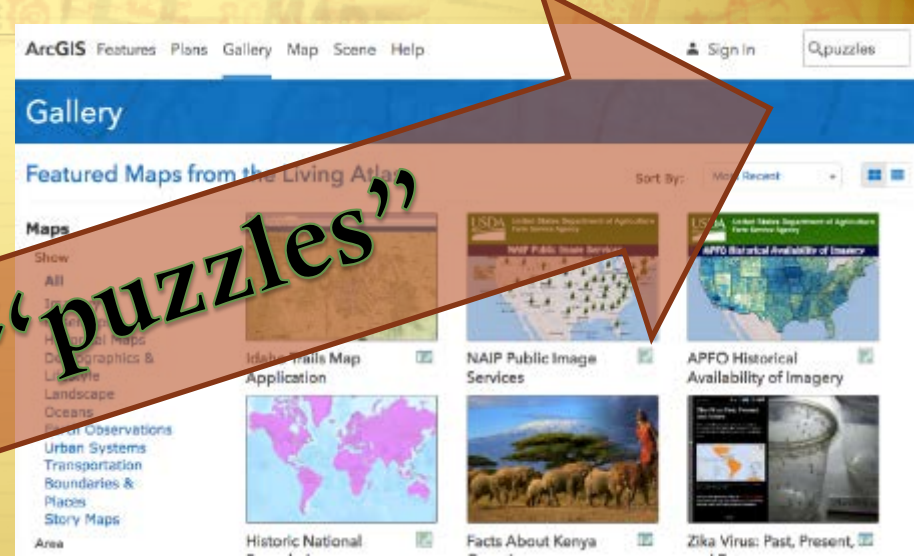 ArcGIS Features Plans Gallery Map Scene Help Sign In puzzles
Gallery
Featured Maps from the Living Atlas
Sort By: Most Recent
Maps
Show
All
Historical Maps
Demographics &
Lifestyle
Landscape
Oceans
Earth Observations
Urban Systems
Transportation
Boundaries &
Places
Story Maps
Area
“puzzles”
USDA United States Department of Agriculture
Farm Service Agency
NAIP Public Image Services
USDA United States Department of Agriculture
Farm Service Agency
APFO Historical Availability of Imagery
Idaho Trails Map
Application
NAIP Public Image
Services
APFO Historical
Availability of Imagery
Historic National
Facts About Kenya
Zika Virus: Past, Present,